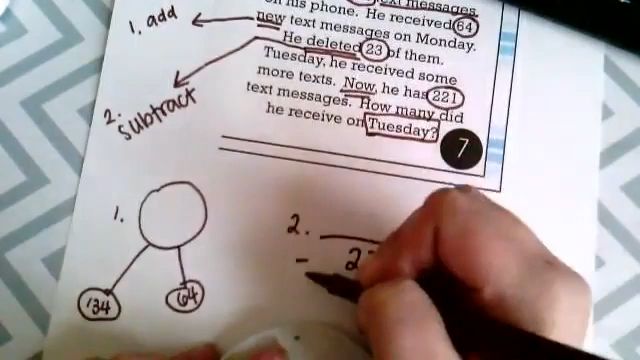 text messages
on his phone. He received 64
new text messages on Monday.
He deleted 23 of them.
Tuesday, he received some
more texts. Now, he has 221
text messages. How many did
he receive on Tuesday?
7
1. add
2.
subtract
1.
134
64
2.
- 2